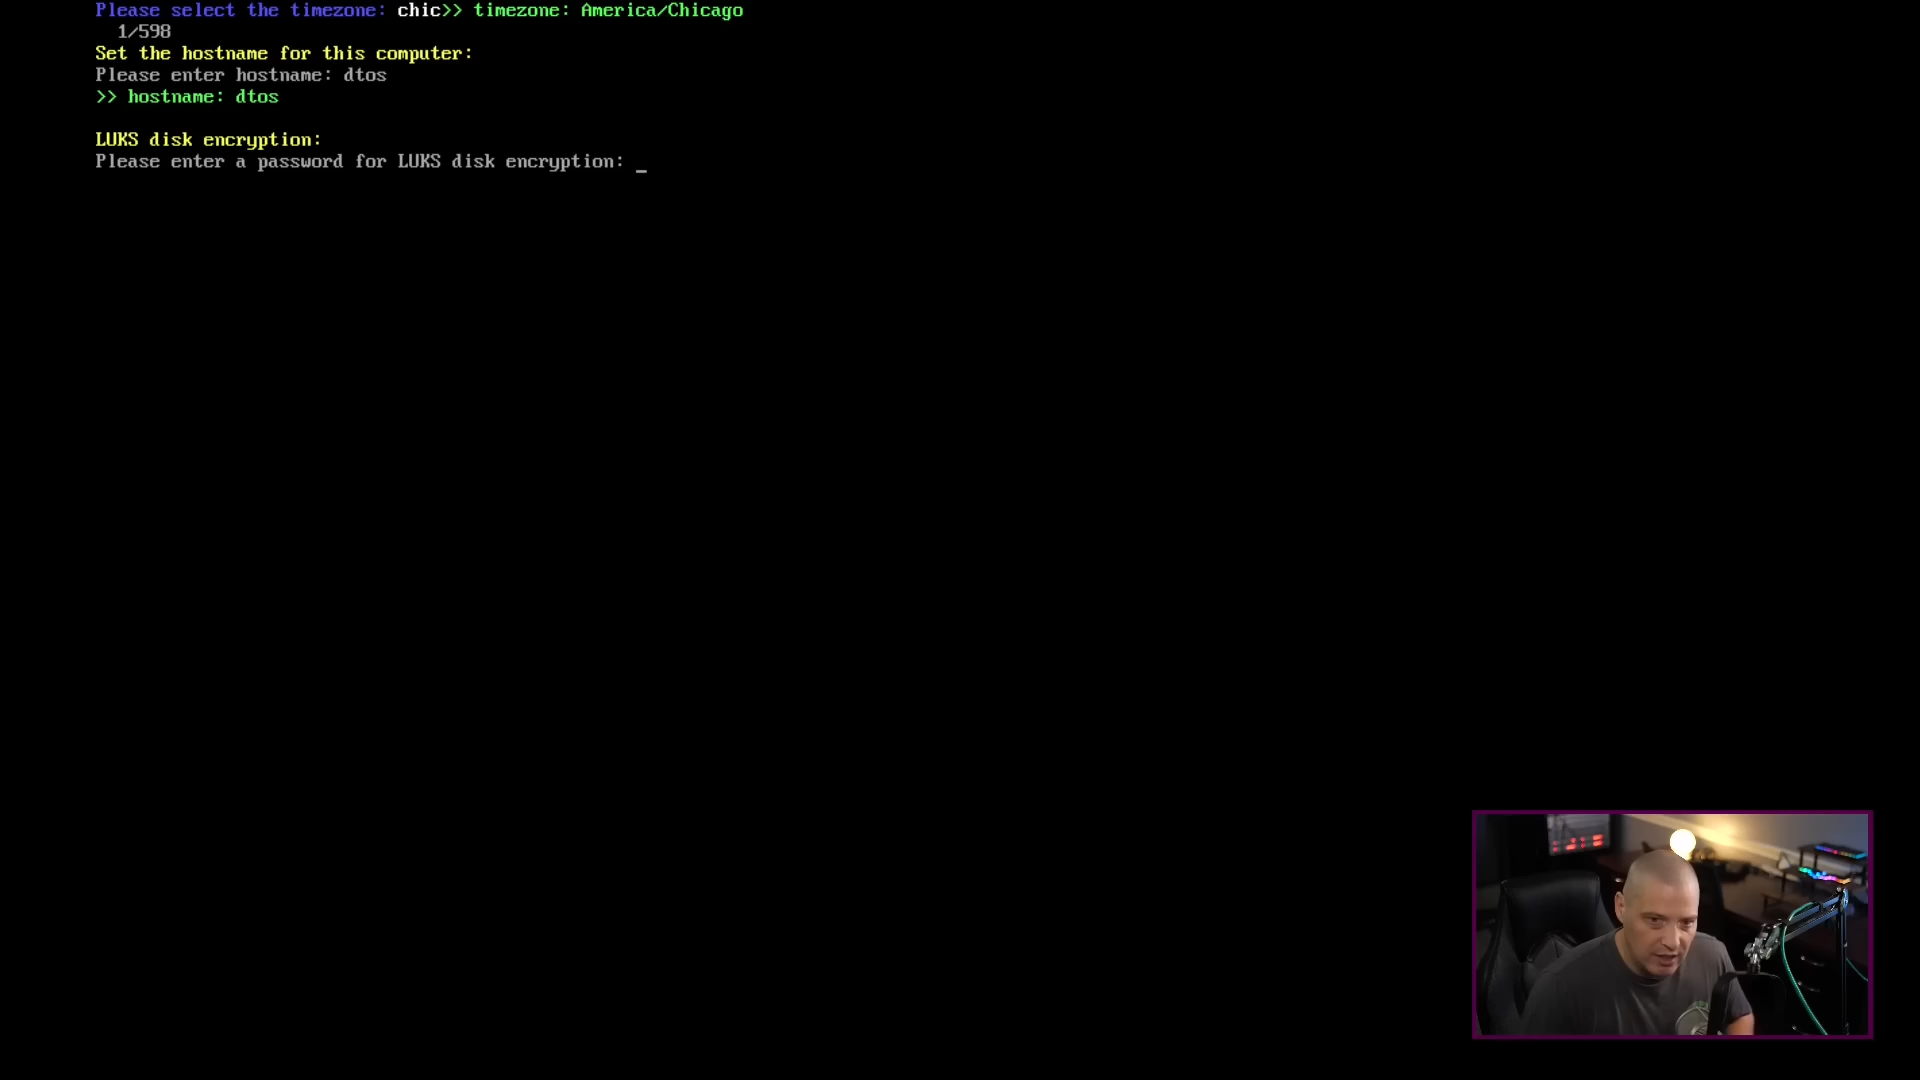 Please select the timezone: chic>> timezone: America/Chicago
1/598
Set the hostname for this computer:
Please enter hostname: dtos
>> hostname: dtos
LUKS disk encryption:
Please enter a password for LUKS disk encryption: _